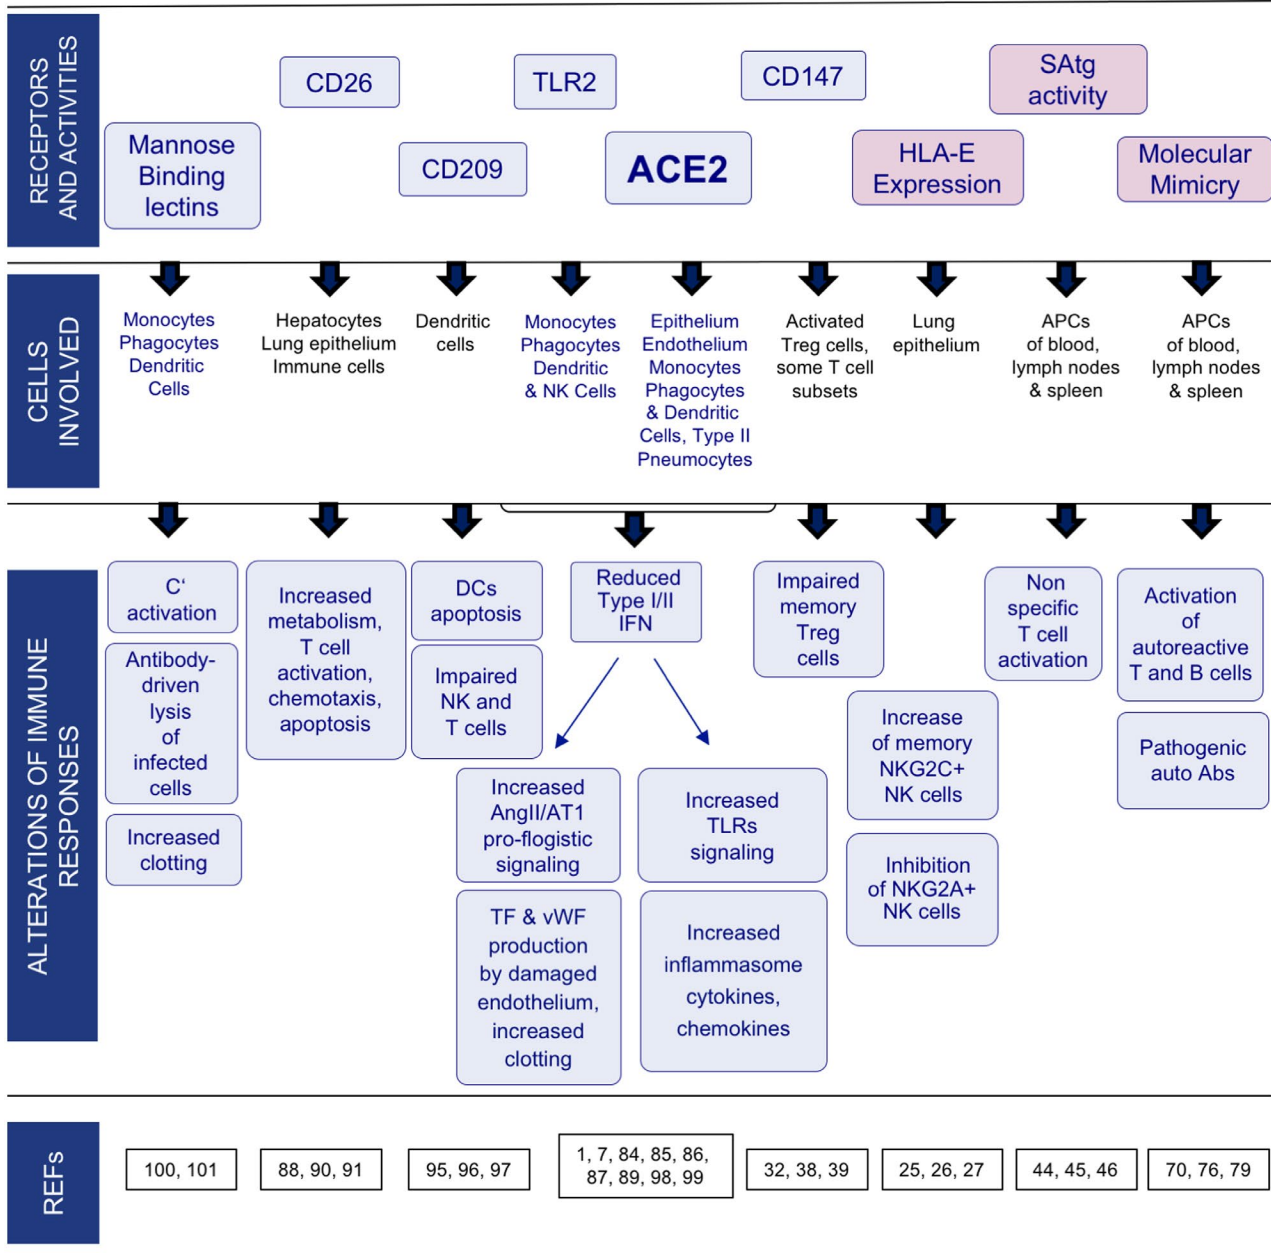 RECEPTORS
AND ACTIVITIES
Mannose
Binding
lectins
CD26
CD209
TLR2
ACE2
CD147
HLA-E
Expression
SAtg
activity
Molecular
Mimicry
CELLS
INVOLVED
Monocytes
Phagocytes
Dendritic
Cells
Hepatocytes
Lung epithelium
Immune cells
Dendritic
cells
Monocytes
Phagocytes
Dendritic
& NK Cells
Epithelium
Endothelium
Monocytes
Phagocytes
& Dendritic
Cells, Type II
Pneumocytes
Activated
Treg cells,
some T cell
subsets
Lung
epithelium
APCs
of blood,
lymph nodes
& spleen
APCs
of blood,
lymph nodes
& spleen
ALTERATIONS OF IMMUNE
RESPONSES
C‘
activation
Antibody-
driven
lysis
of
infected
cells
Increased
clotting
Increased
metabolism,
T cell
activation,
chemotaxis,
apoptosis
DCs
apoptosis
Impaired
NK and
T cells
Reduced
Type I/II
IFN
Increased
AngII/AT1
pro-flogistic
signaling
TF & vWF
production
by damaged
endothelium,
increased
clotting
Increased
TLRs
signaling
Increased
inflammasome
cytokines,
chemokines
Impaired
memory
Treg
cells
Increase
of memory
NKG2C+
NK cells
Inhibition
of NKG2A+
NK cells
Non
specific
T cell
activation
Activation
of
autoreactive
T and B cells
Pathogenic
auto Abs
REFs
100, 101
88, 90, 91
95, 96, 97
1, 7, 84, 85, 86,
87, 89, 98, 99
32, 38, 39
25, 26, 27
44, 45, 46
70, 76, 79